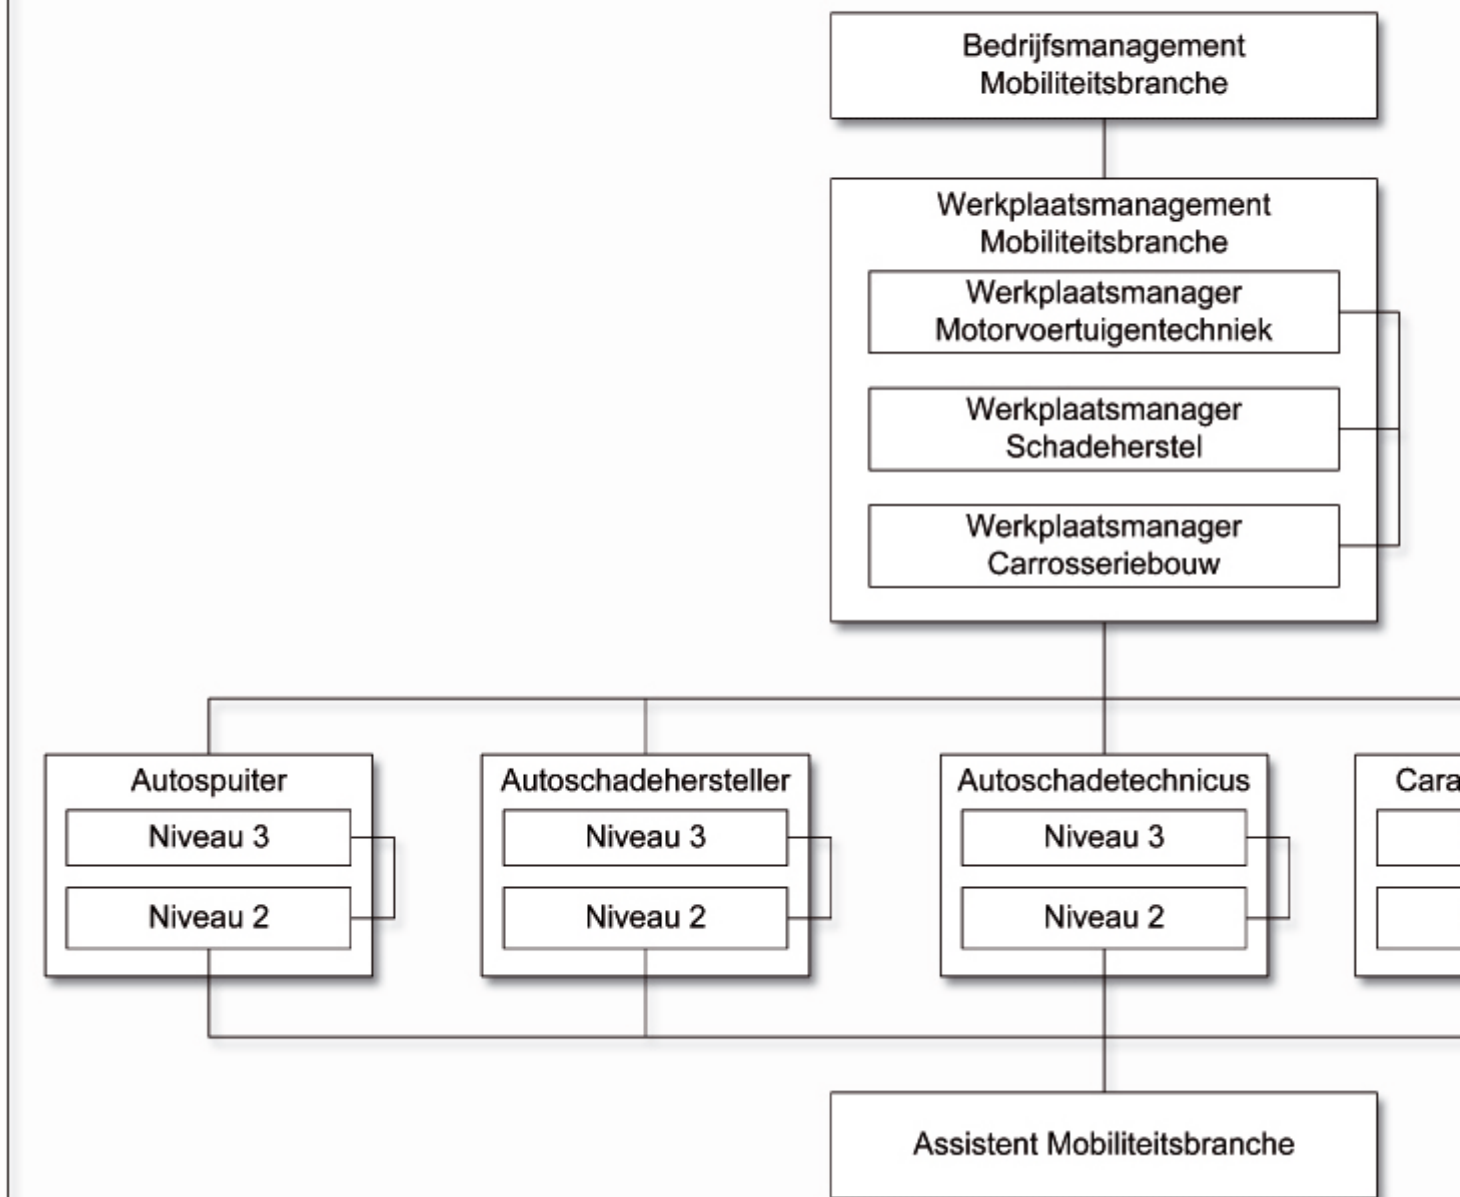 Bedrijfsmanagement
Mobiliteitsbranche
Werkplaatsmanagement
Mobiliteitsbranche
Werkplaatsmanager
Motorvoertuigentechniek
Werkplaatsmanager
Schadeherstel
Werkplaatsmanager
Carrosseriebouw
Autospuiter
Niveau 3
Niveau 2
Autoschadehersteller
Niveau 3
Niveau 2
Autoschadetechnicus
Niveau 3
Niveau 2
Cara
Assistent Mobiliteitsbranche